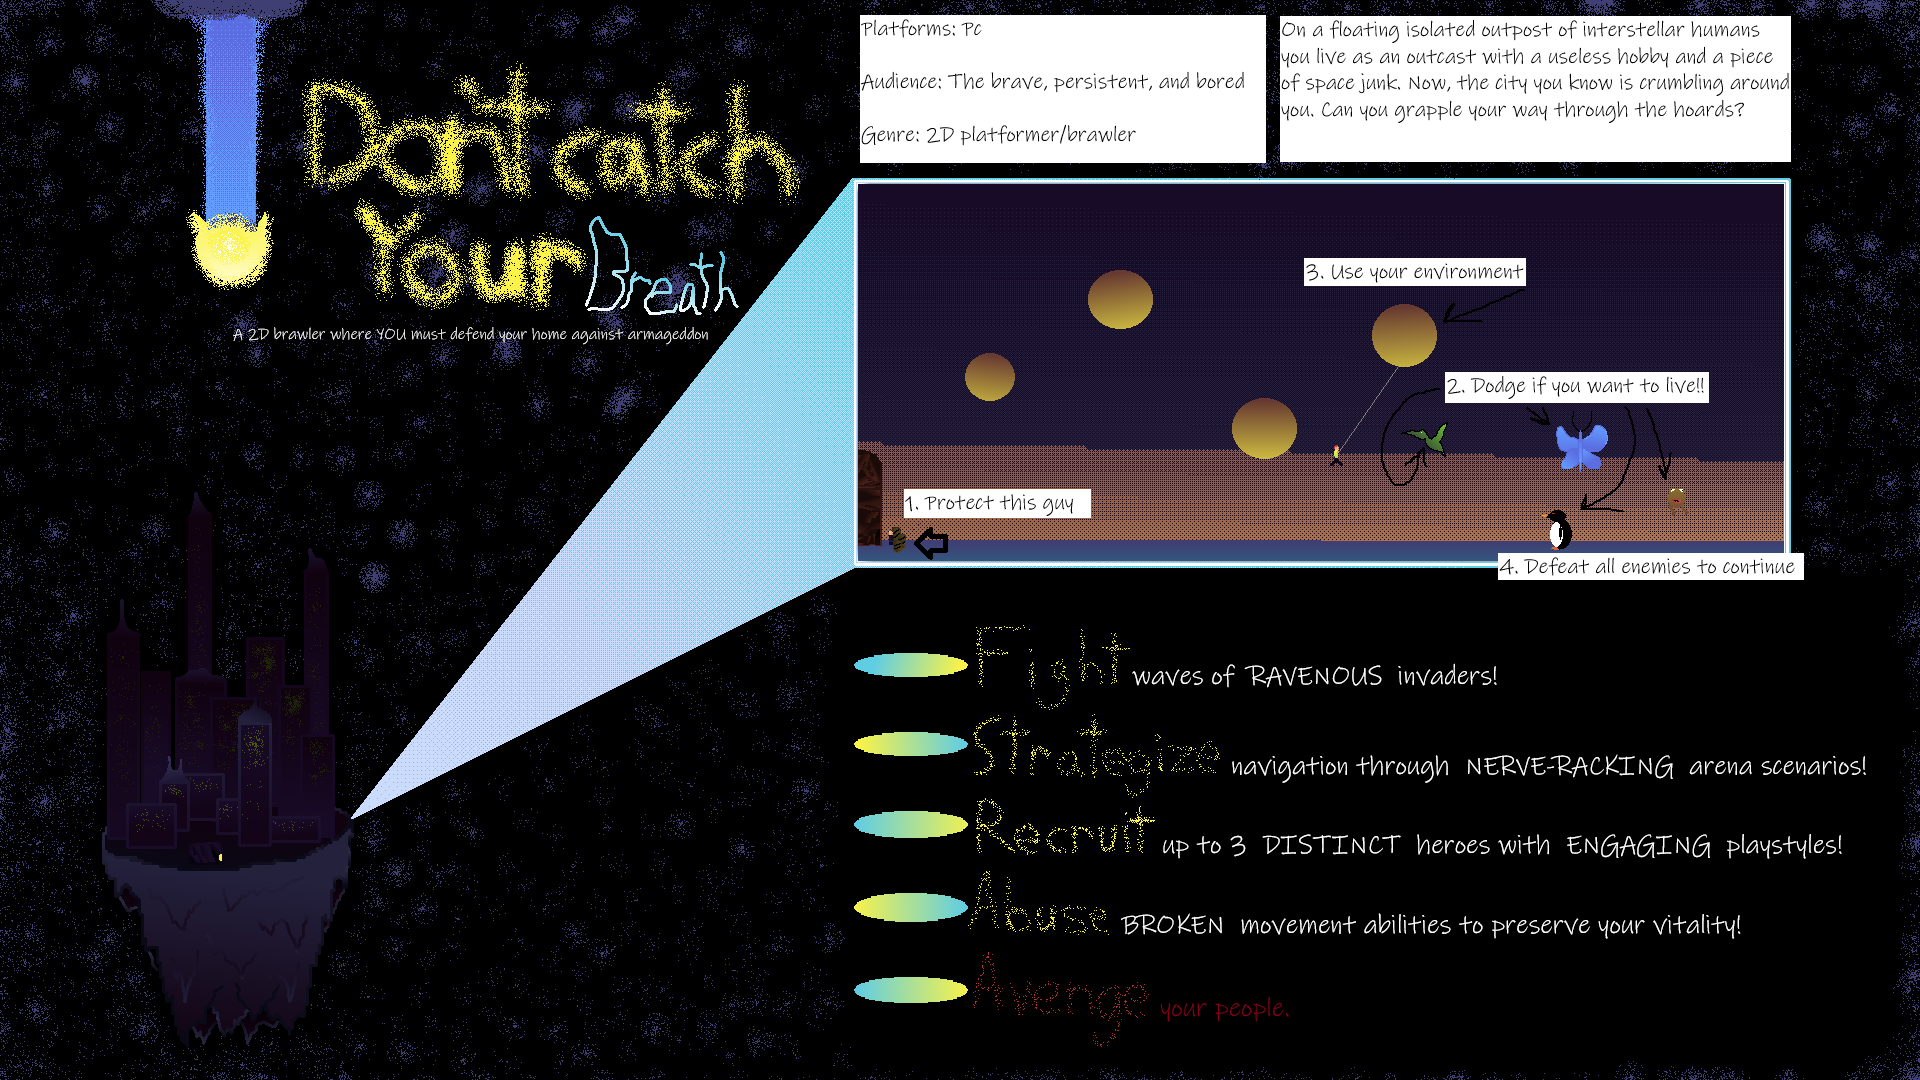 Don't catch
Your Breath
A 2D brawler where YOU must defend your home against armageddon
Platforms: Pc
Audience: The brave, persistent, and bored
Genre: 2D platformer/brawler
On a floating isolated outpost of interstellar humans
you live as an outcast with a useless hobby and a piece
of space junk. Now, the city you know is crumbling around
you. Can you grapple your way through the hoards?
3. Use your environment
2. Dodge if you want to live!!
1. Protect this guy
4. Defeat all enemies to continue
Fight waves of RAVENOUS invaders!
Strategize navigation through NERVE-RACKING arena scenarios!
Recruit up to 3 DISTINCT heroes with ENGAGING playstyles!
Abuse BROKEN movement abilities to preserve your vitality!
Avenge your people.